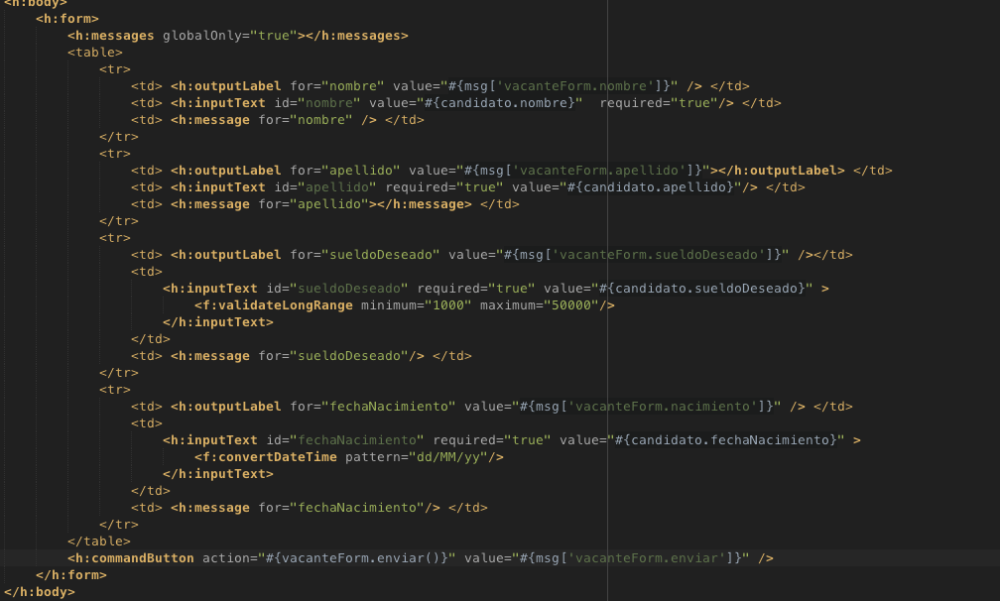 <h:body>
<h:form>
<h:messages globalOnly="true"></h:messages>
<table>
<tr>
<td> <h:outputLabel for="nombre" value="#{msg['vacanteForm.nombre']}" /> </td>
<td> <h:inputText id="nombre" value="#{candidato.nombre}"  required="true"/> </td>
<td> <h:message for="nombre" /> </td>
</tr>
<tr>
<td> <h:outputLabel for="apellido" value="#{msg['vacanteForm.apellido']}"></h:outputLabel> </td>
<td> <h:inputText id="apellido" required="true" value="#{candidato.apellido}"/> </td>
<td> <h:message for="apellido"></h:message> </td>
</tr>
<tr>
<td> <h:outputLabel for="sueldoDeseado" value="#{msg['vacanteForm.sueldoDeseado']}" /></td>
<td>
<h:inputText id="sueldoDeseado" required="true" value="#{candidato.sueldoDeseado}" >
<f:validateLongRange minimum="1000" maximum="50000"/>
</h:inputText>
</td>
<td> <h:message for="sueldoDeseado"/> </td>
</tr>
<tr>
<td> <h:outputLabel for="fechaNacimiento" value="#{msg['vacanteForm.nacimiento']}" /> </td>
<td>
<h:inputText id="fechaNacimiento" required="true" value="#{candidato.fechaNacimiento}" >
<f:convertDateTime pattern="dd/MM/yy"/>
</h:inputText>
</td>
<td> <h:message for="fechaNacimiento"/> </td>
</tr>
</table>
<h:commandButton action="#{vacanteForm.enviar()}" value="#{msg['vacanteForm.enviar']}" />
</h:form>
</h:body>